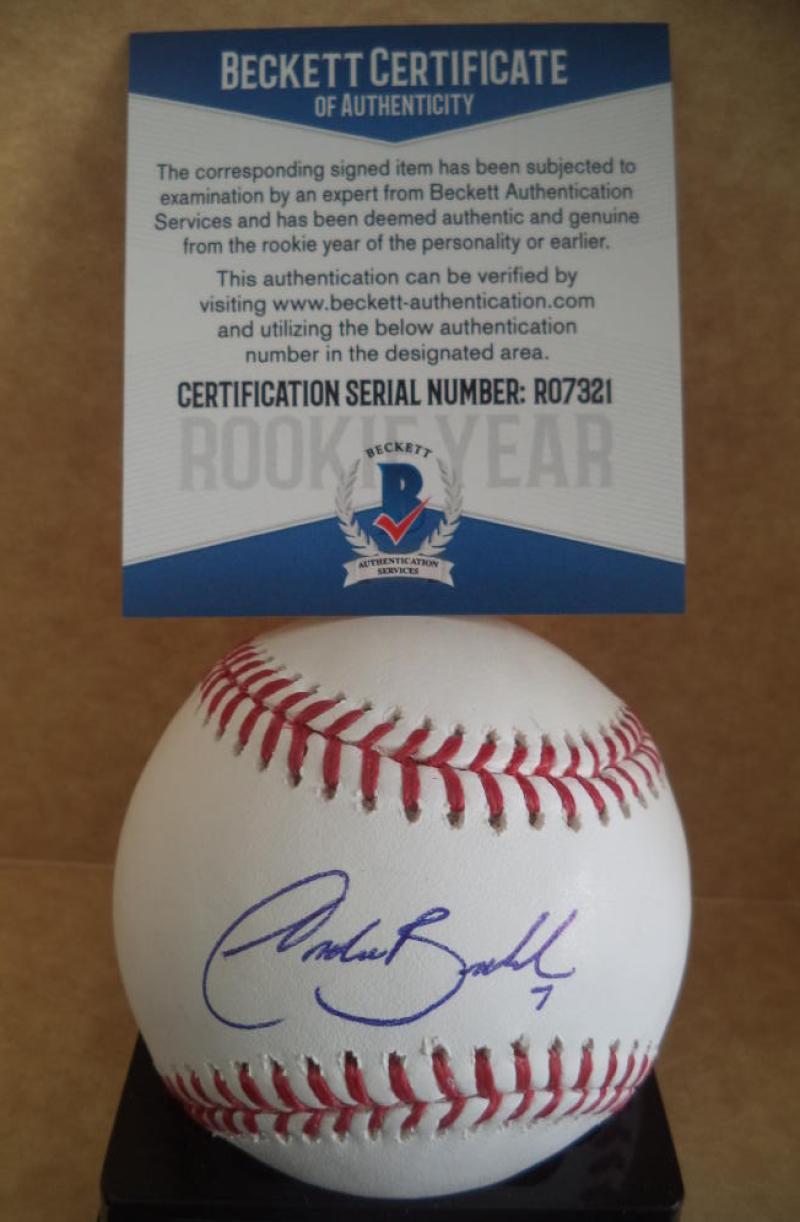 BECKETT CERTIFICATE
OF AUTHENTICITY
The corresponding signed item has been subjected to
examination by an expert from Beckett Authentication
Services and has been deemed authentic and genuine
from the rookie year of the personality or earlier.
This authentication can be verified by
visiting www.beckett-authentication.com
and utilizing the below authentication
number in the designated area.
CERTIFICATION SERIAL NUMBER: R07321
ROOKIE YEAR
BECKETT
B
AUTHENTICATION
SERVICES
7